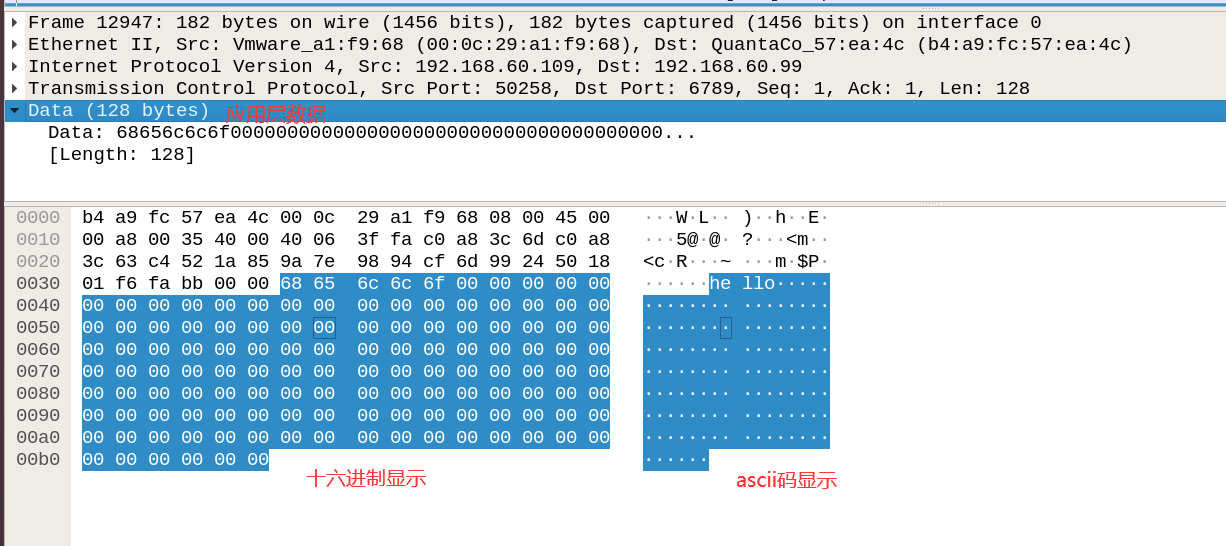 Frame 12947: 182 bytes on wire (1456 bits), 182 bytes captured (1456 bits) on interface 0
Ethernet II, Src: Vmware_a1:f9:68 (00:0c:29:a1:f9:68), Dst: QuantaCo_57:ea:4c (b4:a9:fc:57:ea:4c)
Internet Protocol Version 4, Src: 192.168.60.109, Dst: 192.168.60.99
Transmission Control Protocol, Src Port: 50258, Dst Port: 6789, Seq: 1, Ack: 1, Len: 128
Data (128 bytes) 应用层数据
Data: 68656c6c6f00000000000000000000000000000000000000...
[Length: 128]
0000 b4 a9 fc 57 ea 4c 00 0c 29 a1 f9 68 08 00 45 00 ···W·L·· )··h··E·
0010 00 a8 00 35 40 00 40 06 3f fa c0 a8 3c 6d c0 a8 ···5@·@· ?···<m··
0020 3c 63 c4 52 1a 85 9a 7e 98 94 cf 6d 99 24 50 18 <c·R···~ ···m·$P·
0030 01 f6 fa bb 00 00 68 65 6c 6c 6f 00 00 00 00 00 ······he llo·····
0040 00 00 00 00 00 00 00 00 00 00 00 00 00 00 00 00 ········ ········
0050 00 00 00 00 00 00 00 00 00 00 00 00 00 00 00 00 ········ ········
0060 00 00 00 00 00 00 00 00 00 00 00 00 00 00 00 00 ········ ········
0070 00 00 00 00 00 00 00 00 00 00 00 00 00 00 00 00 ········ ········
0080 00 00 00 00 00 00 00 00 00 00 00 00 00 00 00 00 ········ ········
0090 00 00 00 00 00 00 00 00 00 00 00 00 00 00 00 00 ········ ········
00a0 00 00 00 00 00 00 00 00 00 00 00 00 00 00 00 00 ········ ········
00b0 00 00 00 00 00 00 ······
十六进制显示 ascii码显示